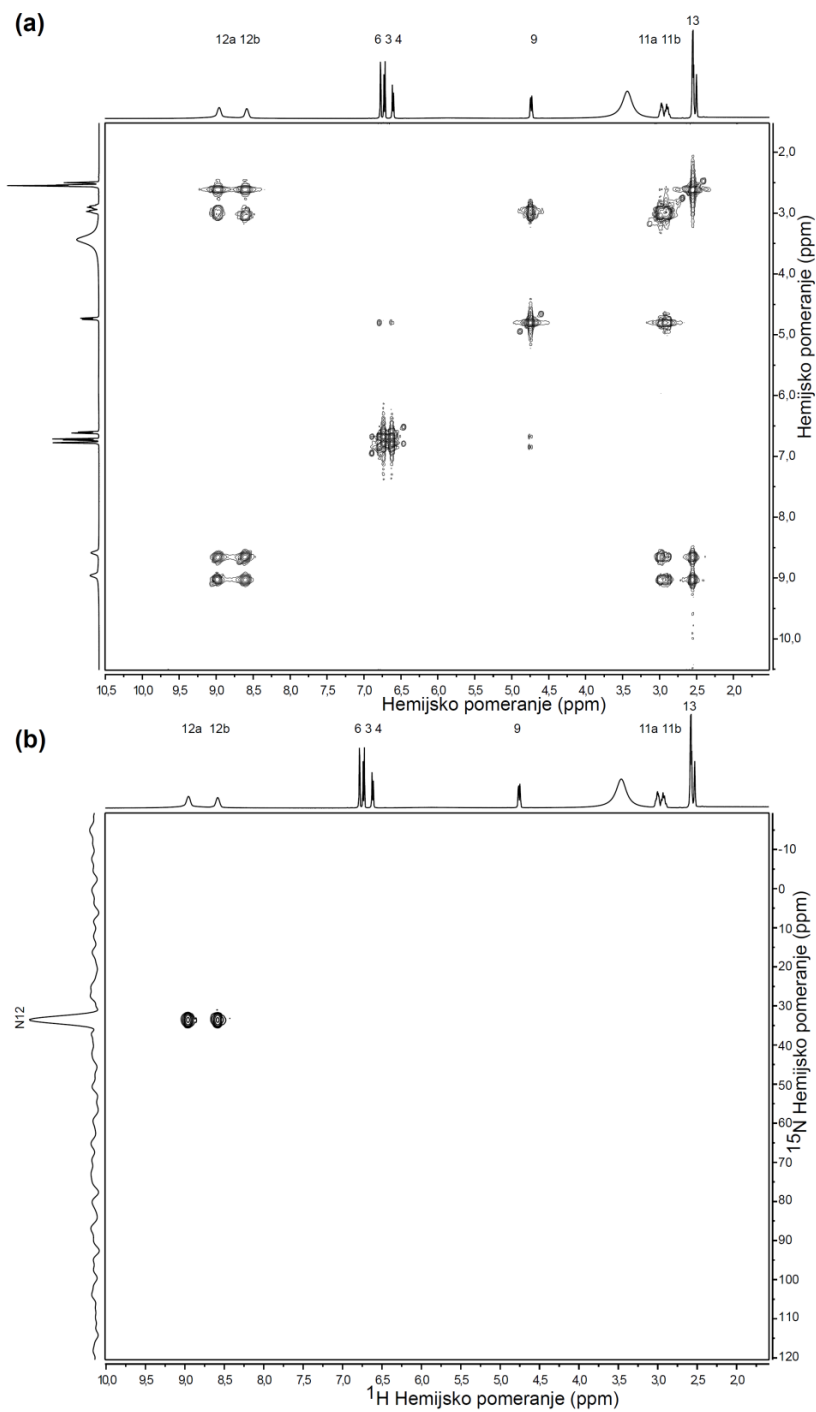 (a)
13
12a 12b 6 3 4 9 11a 11b
2,0
3,0
4,0
5,0
6,0
7,0
8,0
9,0
10,0
Hemijsko pomeranje (ppm)
10,5 10,0 9,5 9,0 8,5 8,0 7,5 7,0 6,5 6,0 5,5 5,0 4,5 4,0 3,5 3,0 2,5 2,0
Hemijsko pomeranje (ppm)
(b)
13
12a 12b 6 3 4 9 11a 11b
N12
-10
0
10
20
30
40
50
60
70
80
90
100
110
120
15N Hemijsko pomeranje (ppm)
10,0 9,5 9,0 8,5 8,0 7,5 7,0 6,5 6,0 5,5 5,0 4,5 4,0 3,5 3,0 2,5 2,0
1H Hemijsko pomeranje (ppm)